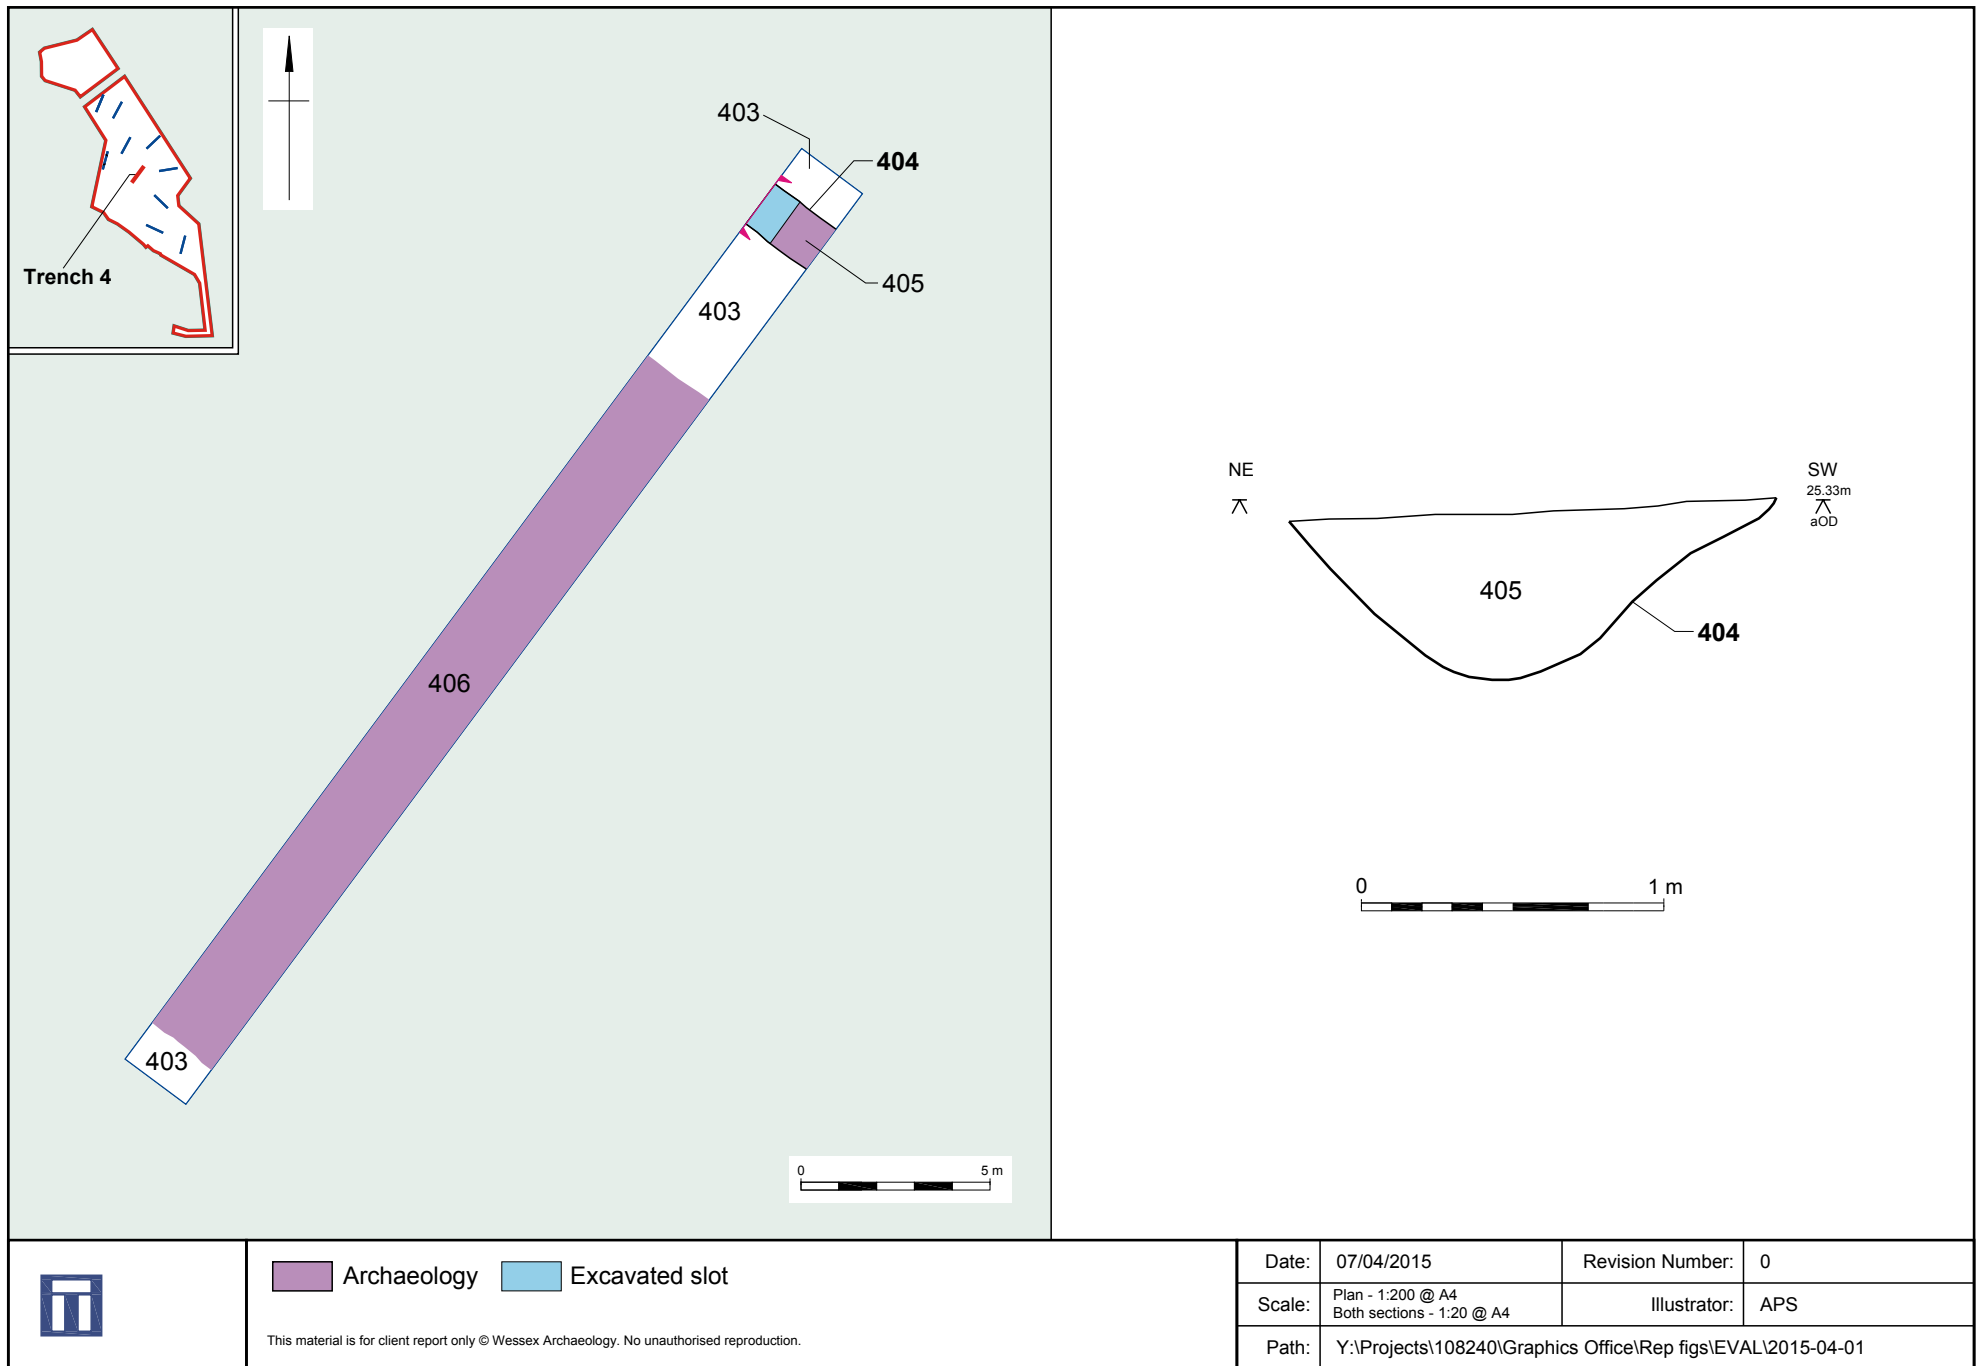 Trench 4
403
404
405
403
406
403
0 5 m
NE
SW
25.33m
aOD
405
404
0 1 m
Archaeology
Excavated slot
This material is for client report only © Wessex Archaeology. No unauthorised reproduction.
Date: 07/04/2015 Revision Number: 0
Scale: Plan - 1:200 @ A4
Both sections - 1:20 @ A4
Illustrator: APS
Path: Y:\Projects\108240\Graphics Office\Rep figs\EVAL\2015-04-01